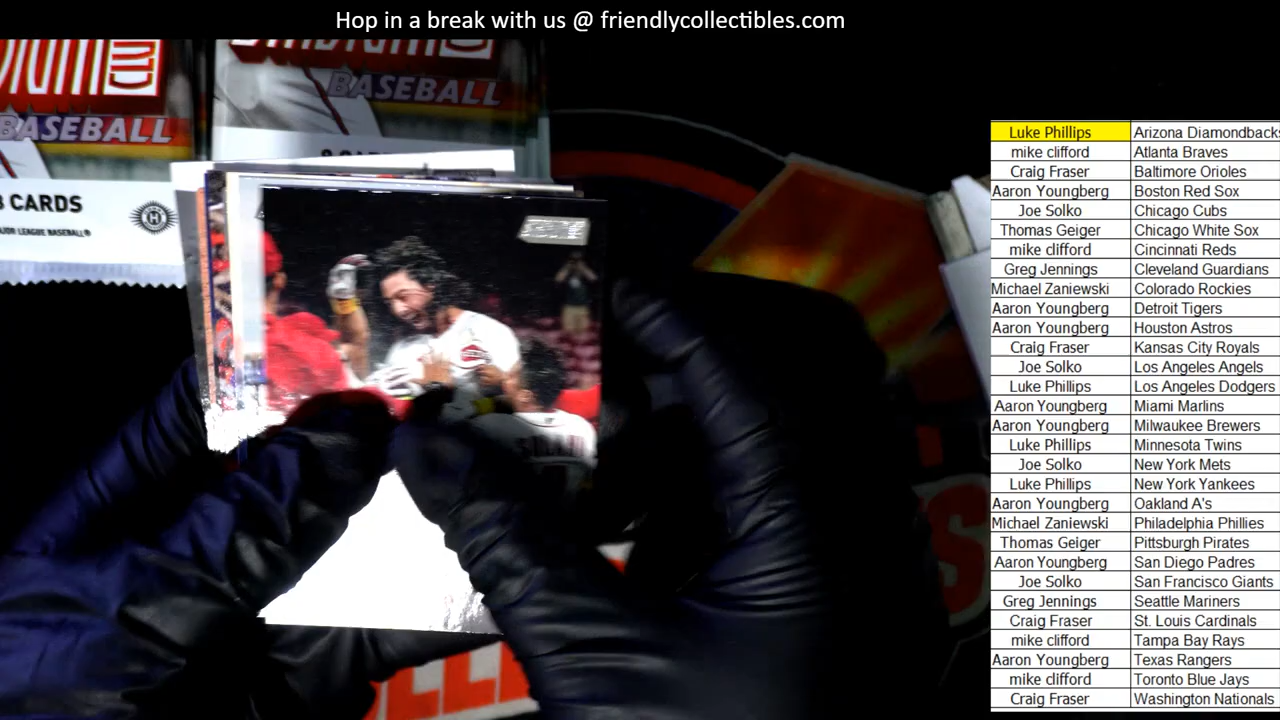 Hop in a break with us @ friendlycollectibles.com
BASEBALL
BASEBALL
8 CARDS
MAJOR LEAGUE BASEBALL®
Luke Phillips Arizona Diamondbacks
mike clifford Atlanta Braves
Craig Fraser Baltimore Orioles
Aaron Youngberg Boston Red Sox
Joe Solko Chicago Cubs
Thomas Geiger Chicago White Sox
mike clifford Cincinnati Reds
Greg Jennings Cleveland Guardians
Michael Zaniewski Colorado Rockies
Aaron Youngberg Detroit Tigers
Aaron Youngberg Houston Astros
Craig Fraser Kansas City Royals
Joe Solko Los Angeles Angels
Luke Phillips Los Angeles Dodgers
Aaron Youngberg Miami Marlins
Aaron Youngberg Milwaukee Brewers
Luke Phillips Minnesota Twins
Joe Solko New York Mets
Luke Phillips New York Yankees
Aaron Youngberg Oakland A's
Michael Zaniewski Philadelphia Phillies
Thomas Geiger Pittsburgh Pirates
Aaron Youngberg San Diego Padres
Joe Solko San Francisco Giants
Greg Jennings Seattle Mariners
Craig Fraser St. Louis Cardinals
mike clifford Tampa Bay Rays
Aaron Youngberg Texas Rangers
mike clifford Toronto Blue Jays
Craig Fraser Washington Nationals